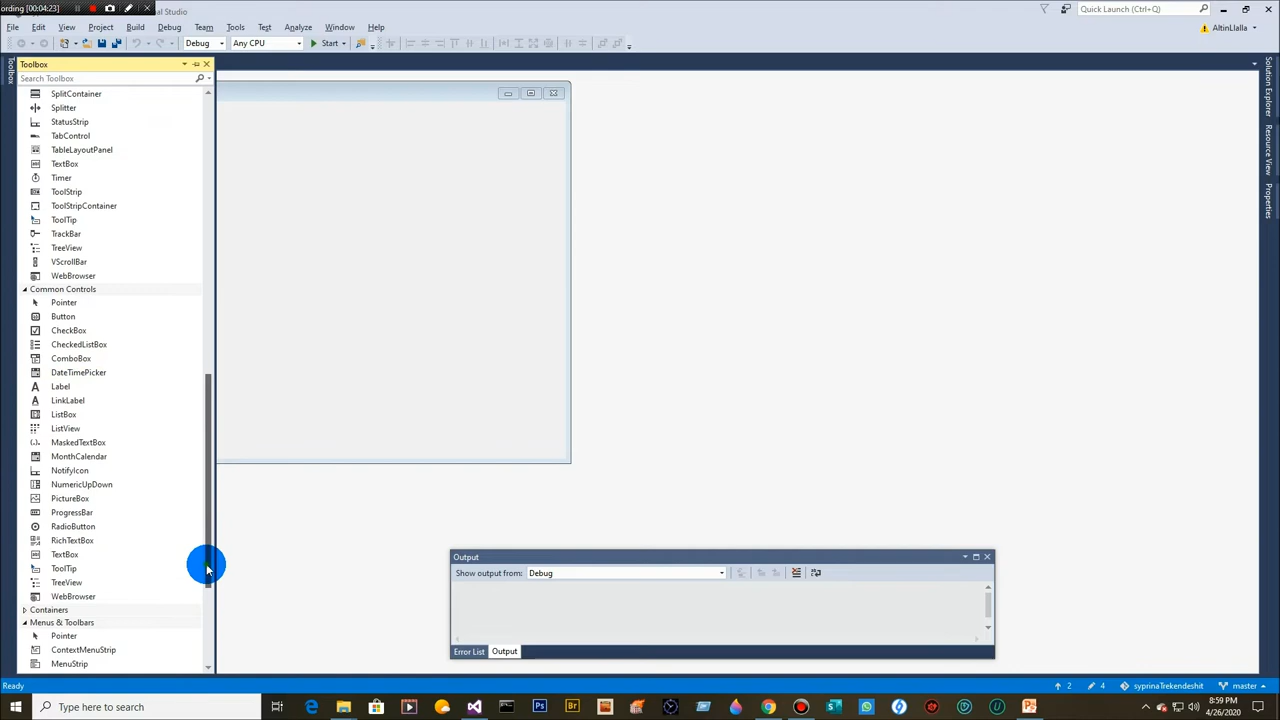 ording [00:04:23]
al Studio
Quick Launch (Ctrl+Q)
File Edit View Project Build Debug Team Tools Test Analyze Window Help
AltinLlalla
Debug Any CPU Start
Toolbox
Toolbox
Search Toolbox
SplitContainer
Splitter
StatusStrip
TabControl
TableLayoutPanel
TextBox
Timer
ToolStrip
ToolStripContainer
ToolTip
TrackBar
TreeView
VScrollBar
WebBrowser
Common Controls
Pointer
Button
CheckBox
CheckedListBox
ComboBox
DateTimePicker
Label
LinkLabel
ListBox
ListView
MaskedTextBox
MonthCalendar
NotifyIcon
NumericUpDown
PictureBox
ProgressBar
RadioButton
RichTextBox
TextBox
ToolTip
TreeView
WebBrowser
Containers
Menus & Toolbars
Pointer
ContextMenuStrip
MenuStrip
Solution Explorer
Resource View
Properties
Output
Show output from: Debug
Error List Output
Ready
2 4 syprinaTrekendeshit master
Type here to search
8:59 PM
4/26/2020